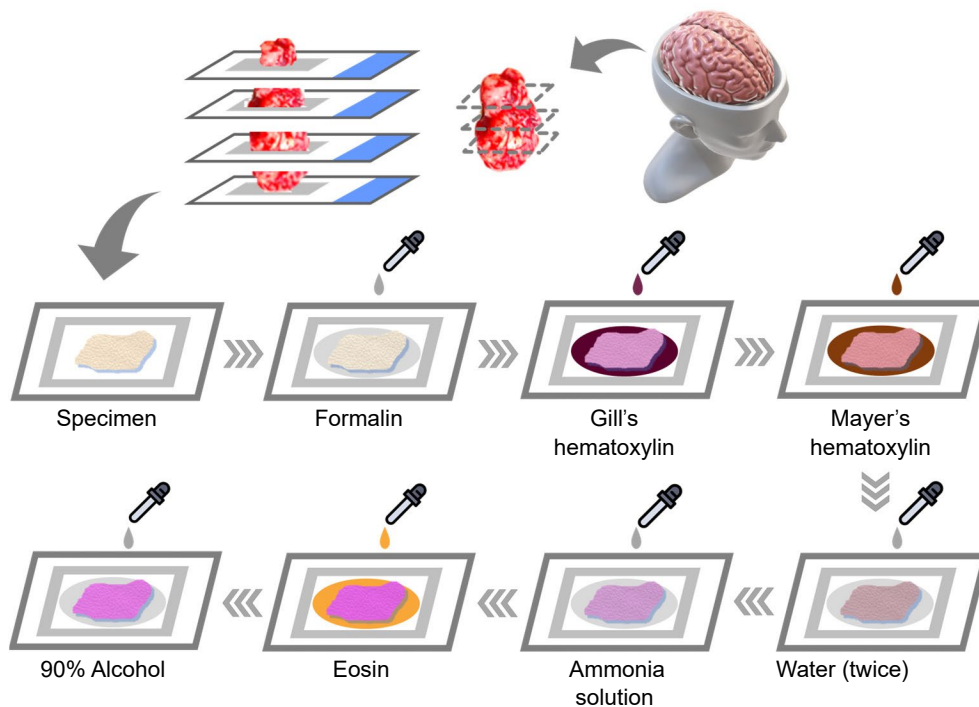 Specimen
Formalin
Gill’s
hematoxylin
Mayer’s
hematoxylin
90% Alcohol
Eosin
Ammonia
solution
Water (twice)